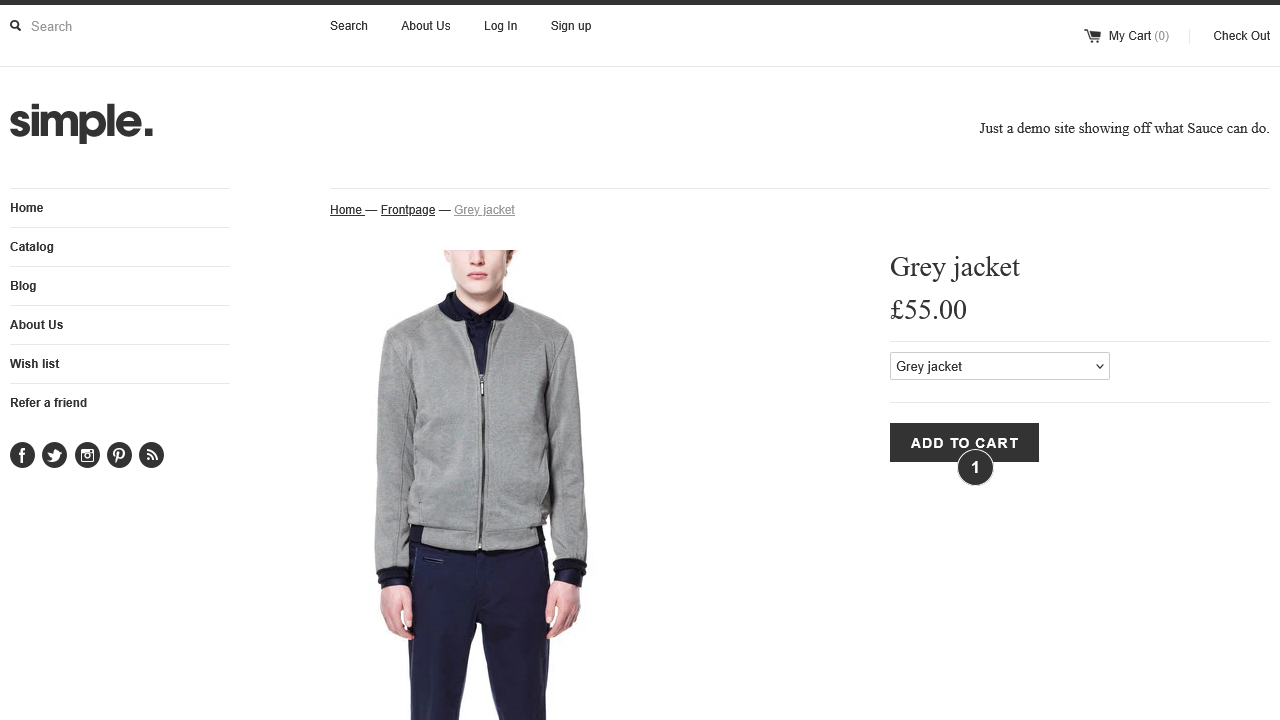 Search
Search
About Us
Log In
Sign up
My Cart (0)
Check Out
simple.
Just a demo site showing off what Sauce can do.
Home
Catalog
Blog
About Us
Wish list
Refer a friend
Home — Frontpage — Grey jacket
Grey jacket
£55.00
Grey jacket
ADD TO CART
1